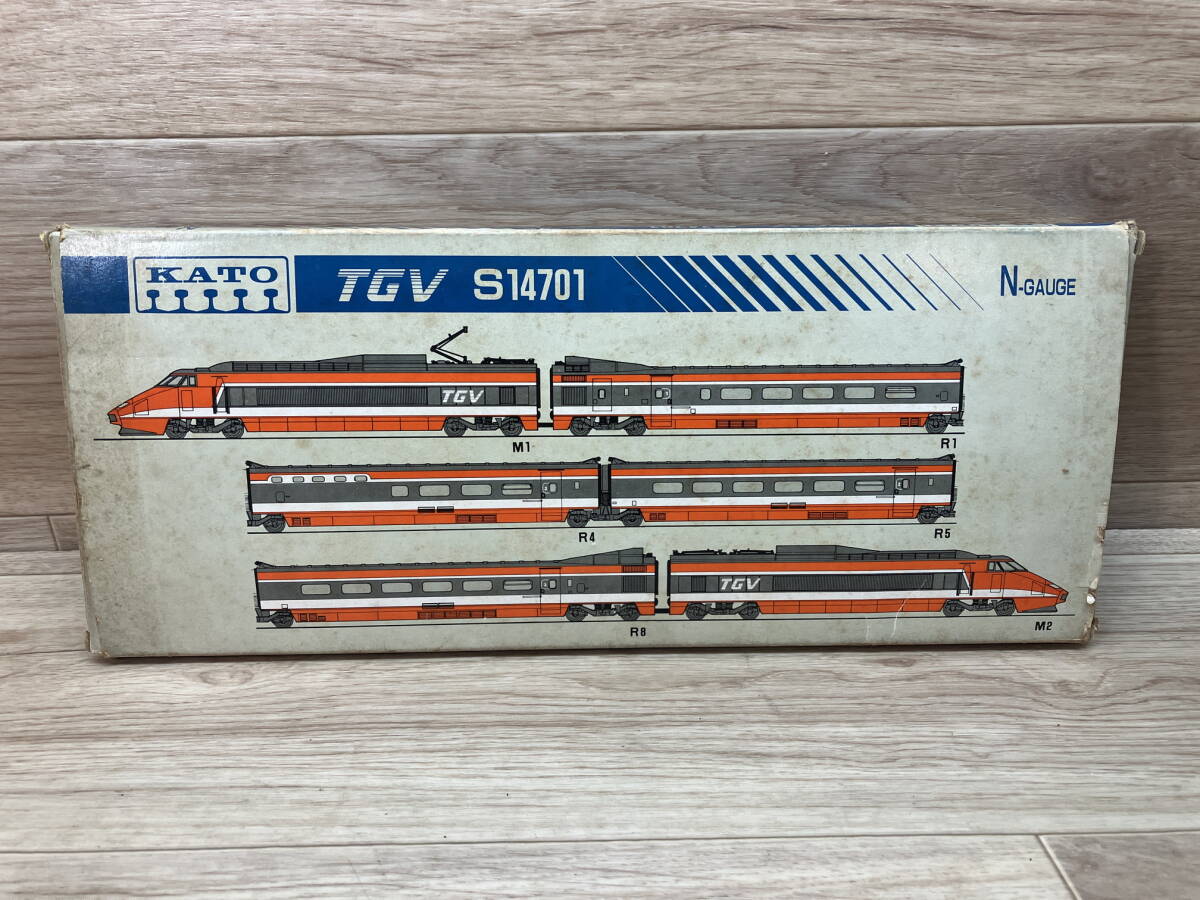 KATO TGV S14701 N-GAUGE
TGV
M1 R1
R4 R5
TGV
R8 M2